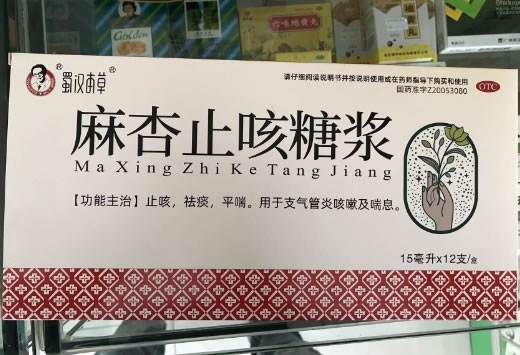 GoCden
蜀汉本草®
请仔细阅读说明书并按说明使用或在药师指导下购买和使用
国药准字Z20053080
OTC
麻杏止咳糖浆
Ma Xing Zhi Ke Tang Jiang
【功能主治】止咳，祛痰，平喘。用于支气管炎咳嗽及喘息。
15毫升x12支/盒